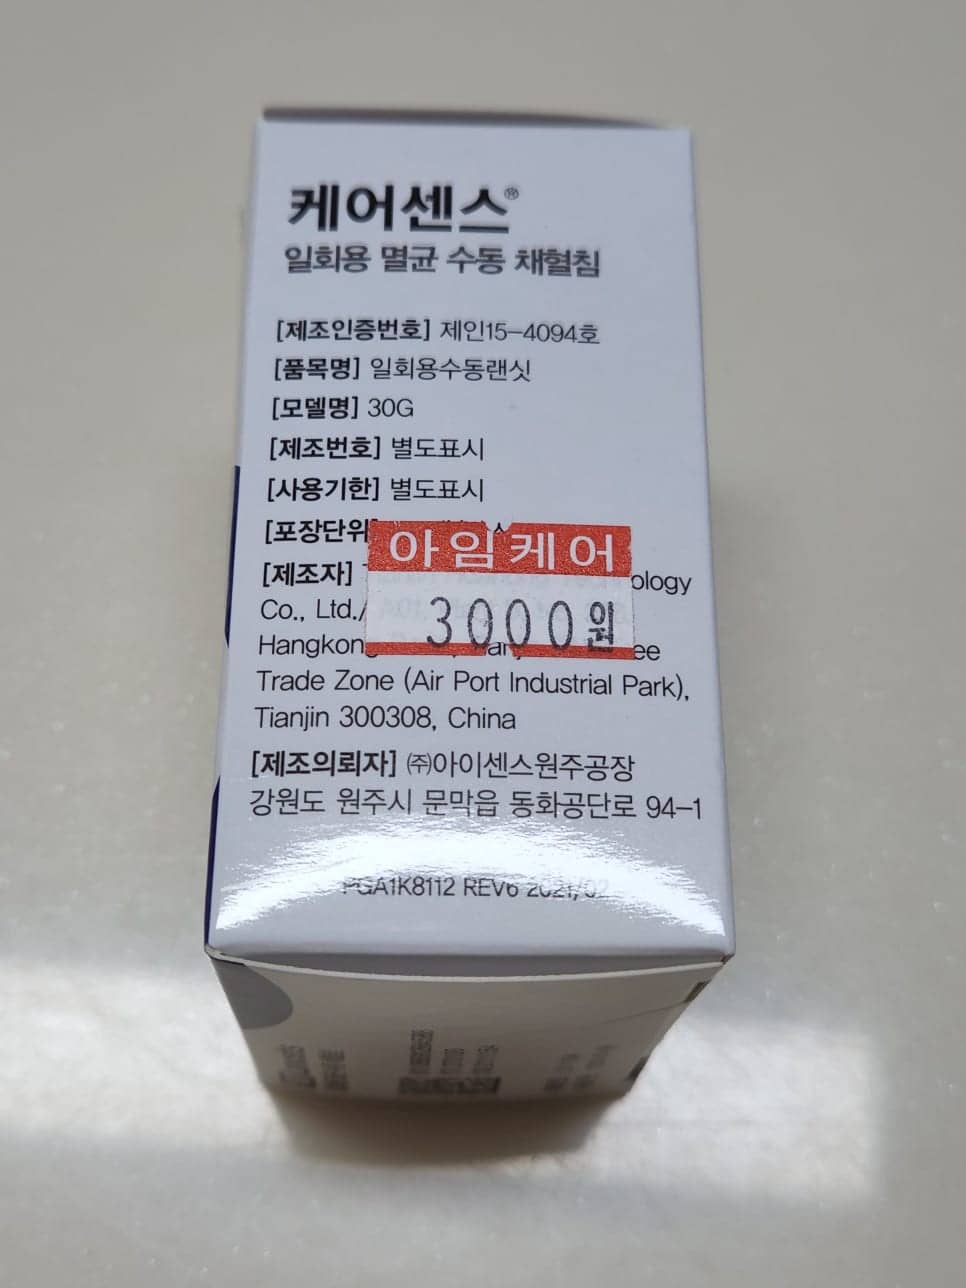 케어센스®
일회용 멸균 수동 채혈침
[제조인증번호] 제인15-4094호
[품목명] 일회용수동랜싯
[모델명] 30G
[제조번호] 별도표시
[사용기한] 별도표시
[포장단위
아임케어
3000원
[제조자] ology
Co., Ltd./
Hangkong ee
Trade Zone (Air Port Industrial Park),
Tianjin 300308, China
[제조의뢰자] ㈜아이센스원주공장
강원도 원주시 문막읍 동화공단로 94-1
PGA1K8112 REV6 2021/02